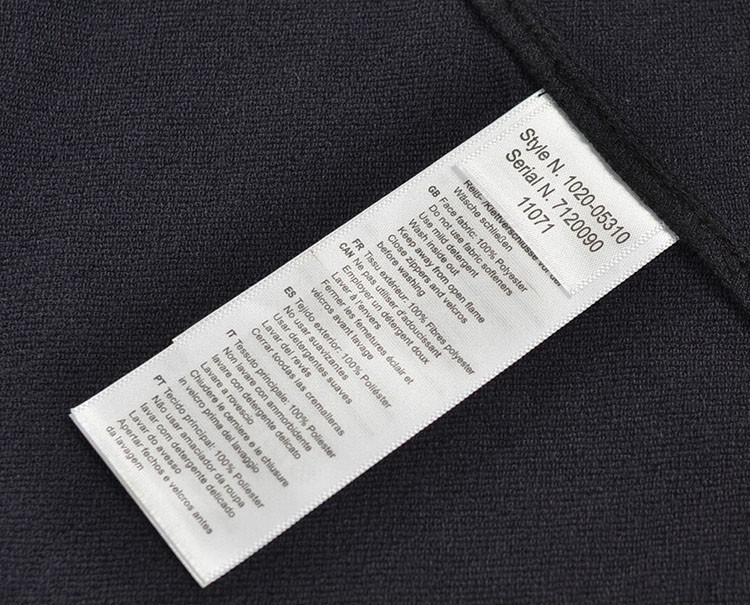 Style N. 1020-05310
Serial N. 7120090
11071
Reiß- /Klettverschlüsse vor der
Wäsche schließen
GB Face fabric: 100% Polyester
Do not use fabric softeners
Use mild detergent
Wash inside out
Keep away from open flame
Close zippers and velcros
before washing
FR Tissu extérieur: 100% Fibres polyester
CAN Ne pas utiliser d'adoucissant
Employer un détergent doux
Laver à l'envers
Fermer les femetures éclair et
velcros avant lavage
ES Tejido exterior: 100% Poliéster
No usar suavizantes
Usar detergentes suaves
Lavar del revés
Cerrar toodas las cremalleras
IT Tessuto principale: 100% Poliester
Non lavare con ammorbidente
lavare con detergente delicato
Lavare a rovescio
Chiudere le cerniere e le chiusure
in velcro prima del lavaggio
PT Tecido principal: 100% Poliester
Não usar amaciador da roupa
lavar com detergente delicado
Lavar do avesso
Apertar fechos e velcros antes
da lavagem